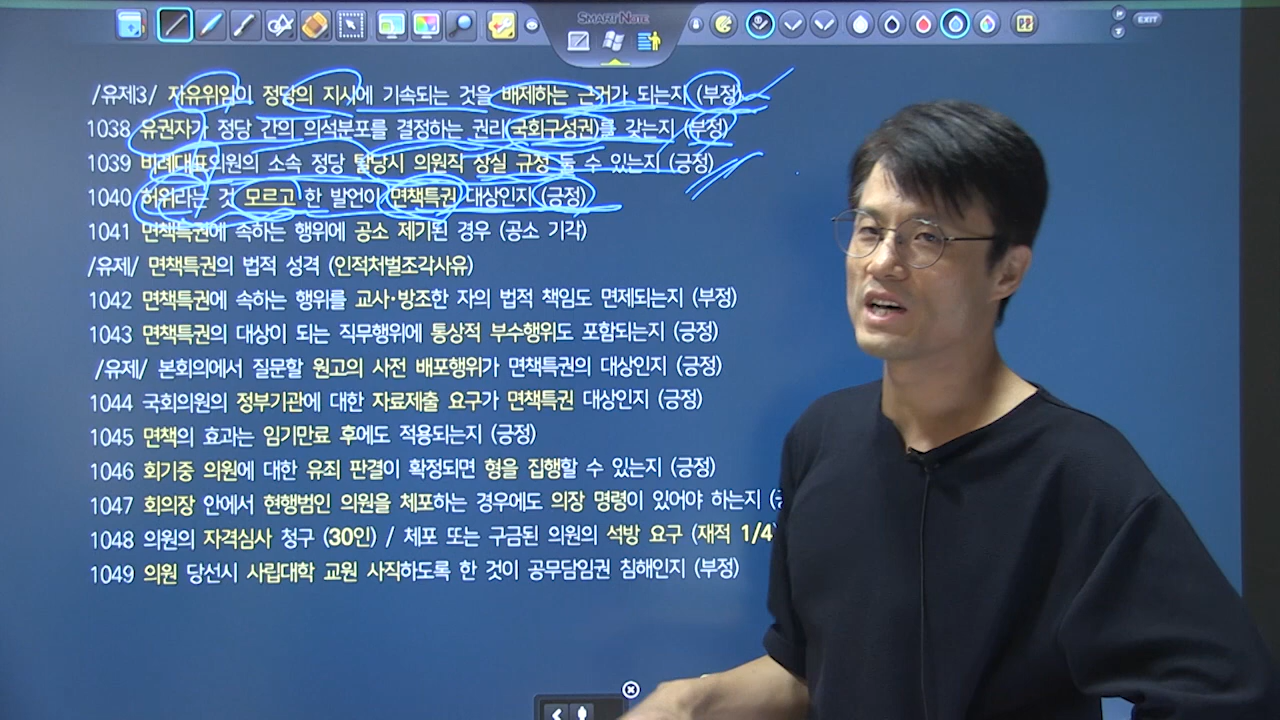 SMART NOTE
EXIT
/유제3/ 자유위임이 정당의 지시에 기속되는 것을 배제하는 근거가 되는지 (부정)
1038 유권자가 정당 간의 의석분포를 결정하는 권리(국회구성권)를 갖는지 (부정)
1039 비례대표의원의 소속 정당 탈당시 의원직 상실 규정 둘 수 있는지 (긍정)
1040 허위라는 것 모르고 한 발언이 면책특권 대상인지 (긍정)
1041 면책특권에 속하는 행위에 공소 제기된 경우 (공소 기각)
/유제/ 면책특권의 법적 성격 (인적처벌조각사유)
1042 면책특권에 속하는 행위를 교사·방조한 자의 법적 책임도 면제되는지 (부정)
1043 면책특권의 대상이 되는 직무행위에 통상적 부수행위도 포함되는지 (긍정)
/유제/ 본회의에서 질문할 원고의 사전 배포행위가 면책특권의 대상인지 (긍정)
1044 국회의원의 정부기관에 대한 자료제출 요구가 면책특권 대상인지 (긍정)
1045 면책의 효과는 임기만료 후에도 적용되는지 (긍정)
1046 회기중 의원에 대한 유죄 판결이 확정되면 형을 집행할 수 있는지 (긍정)
1047 회의장 안에서 현행범인 의원을 체포하는 경우에도 의장 명령이 있어야 하는지
1048 의원의 자격심사 청구 (30인) / 체포 또는 구금된 의원의 석방 요구 (재적 1/4
1049 의원 당선시 사립대학 교원 사직하도록 한 것이 공무담임권 침해인지 (부정)